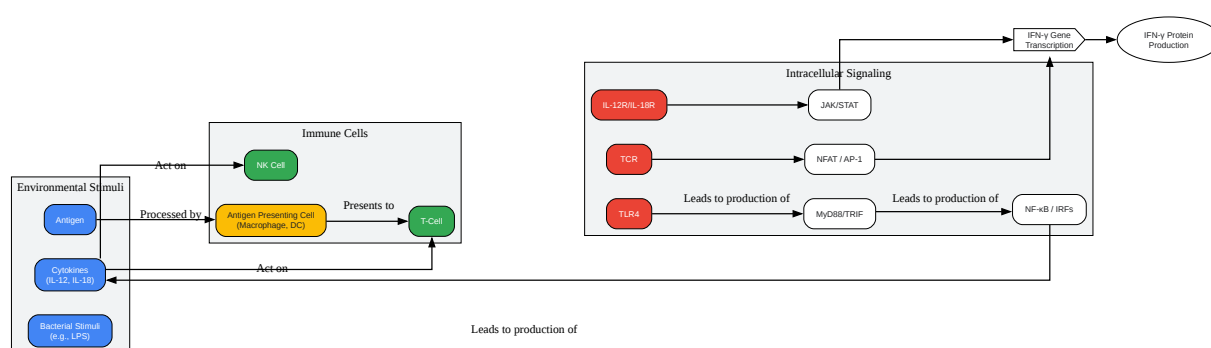 IFN-γ Gene
Transcription
IFN-γ Protein
Production
Intracellular Signaling
IL-12R/IL-18R
JAK/STAT
Immune Cells
Act on
NK Cell
TCR
NFAT / AP-1
Environmental Stimuli
Antigen
Processed by
Antigen Presenting Cell
(Macrophage, DC)
Presents to
T-Cell
TLR4
Leads to production of
MyD88/TRIF
Leads to production of
NF-κB / IRFs
Cytokines
(IL-12, IL-18)
Act on
Bacterial Stimuli
(e.g., LPS)
Leads to production of